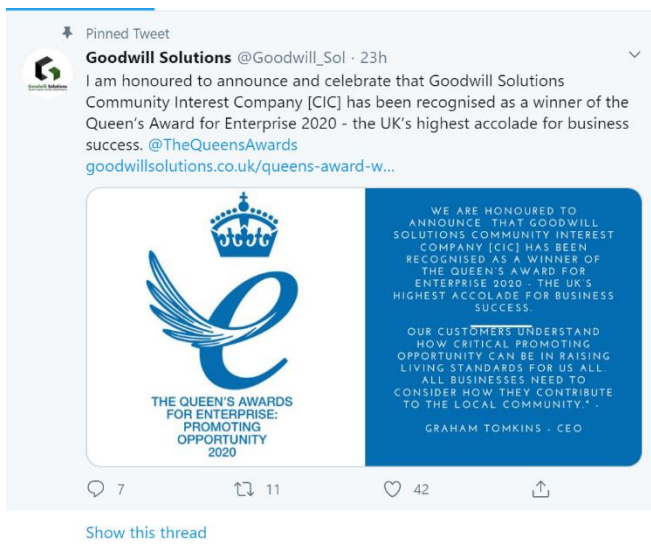 Pinned Tweet
Goodwill Solutions @Goodwill_Sol · 23h
Goodwill Solutions
I am honoured to announce and celebrate that Goodwill Solutions
Community Interest Company [CIC] has been recognised as a winner of the
Queen's Award for Enterprise 2020 - the UK's highest accolade for business
success. @TheQueensAwards
goodwillsolutions.co.uk/queens-award-w...
THE QUEEN'S AWARDS
FOR ENTERPRISE:
PROMOTING
OPPORTUNITY
2020
WE ARE HONOURED TO
ANNOUNCE THAT GOODWILL
SOLUTIONS COMMUNITY INTEREST
COMPANY [CIC] HAS BEEN
RECOGNISED AS A WINNER OF
THE QUEEN'S AWARD FOR
ENTERPRISE 2020 - THE UK'S
HIGHEST ACCOLADE FOR BUSINESS
SUCCESS.
OUR CUSTOMERS UNDERSTAND
HOW CRITICAL PROMOTING
OPPORTUNITY CAN BE IN RAISING
LIVING STANDARDS FOR US ALL.
ALL BUSINESSES NEED TO
CONSIDER HOW THEY CONTRIBUTE
TO THE LOCAL COMMUNITY." -
GRAHAM TOMKINS - CEO
7 11 42
Show this thread